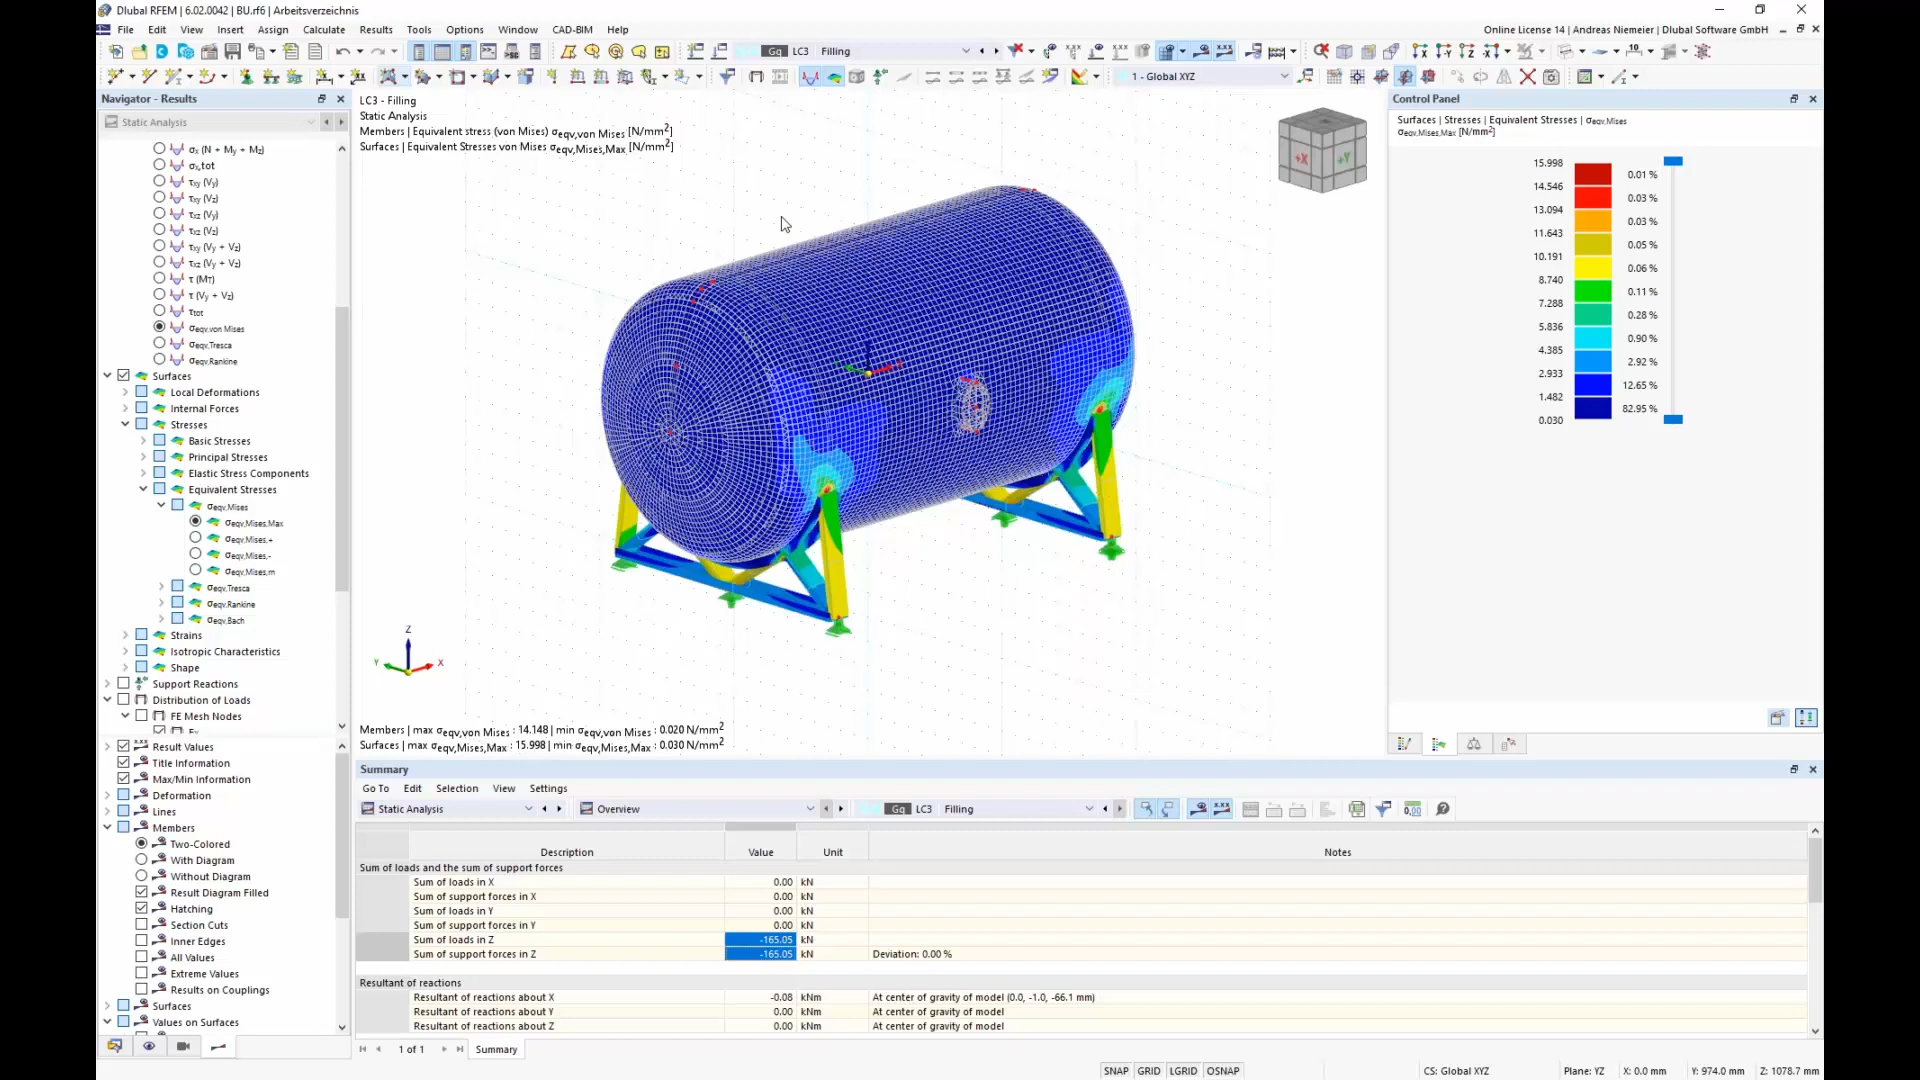 Dlubal RFEM | 6.02.0042 | BU.rf6 | Arbeitsverzeichnis
File Edit View Insert Assign Calculate Results Tools Options Window CAD-BIM Help
Online License 14 | Andreas Niemeier | Dlubal Software GmbH
Gq LC3 Filling
1 - Global XYZ
Navigator - Results
Static Analysis
σx (N + My + Mz)
σx,tot
τxy (Vy)
τxy (Vz)
τxz (Vy)
τxz (Vz)
τxy (Vy + Vz)
τxz (Vy + Vz)
τ (MT)
τ (Vy + Vz)
τtot
σeqv,von Mises
σeqv,Tresca
σeqv,Rankine
Surfaces
Local Deformations
Internal Forces
Stresses
Basic Stresses
Principal Stresses
Elastic Stress Components
Equivalent Stresses
σeqv,Mises
σeqv,Mises,Max
σeqv,Mises,+
σeqv,Mises,-
σeqv,Mises,m
σeqv,Tresca
σeqv,Rankine
σeqv,Bach
Strains
Isotropic Characteristics
Shape
Support Reactions
Distribution of Loads
FE Mesh Nodes
Result Values
Title Information
Max/Min Information
Deformation
Lines
Members
Two-Colored
With Diagram
Without Diagram
Result Diagram Filled
Hatching
Section Cuts
Inner Edges
All Values
Extreme Values
Results on Couplings
Surfaces
Values on Surfaces
LC3 - Filling
Static Analysis
Members | Equivalent stress (von Mises) σeqv,von Mises [N/mm²]
Surfaces | Equivalent Stresses von Mises σeqv,Mises,Max [N/mm²]
+X +Y
Z
Y X
Members | max σeqv,von Mises : 14.148 | min σeqv,von Mises : 0.020 N/mm²
Surfaces | max σeqv,Mises,Max : 15.998 | min σeqv,Mises,Max : 0.030 N/mm²
Control Panel
Surfaces | Stresses | Equivalent Stresses | σeqv,Mises
σeqv,Mises,Max [N/mm²]
15.998
0.01 %
14.546
0.03 %
13.094
0.03 %
11.643
0.05 %
10.191
0.06 %
8.740
0.11 %
7.288
0.28 %
5.836
0.90 %
4.385
2.92 %
2.933
12.65 %
1.482
82.95 %
0.030
Summary
Go To Edit Selection View Settings
Static Analysis Overview Gq LC3 Filling
Description Value Unit Notes
Sum of loads and the sum of support forces
Sum of loads in X 0.00 kN
Sum of support forces in X 0.00 kN
Sum of loads in Y 0.00 kN
Sum of support forces in Y 0.00 kN
Sum of loads in Z -165.05 kN
Sum of support forces in Z -165.05 kN Deviation: 0.00 %
Resultant of reactions
Resultant of reactions about X -0.08 kNm At center of gravity of model (0.0, -1.0, -66.1 mm)
Resultant of reactions about Y 0.00 kNm At center of gravity of model
Resultant of reactions about Z 0.00 kNm At center of gravity of model
1 of 1 Summary
SNAP GRID LGRID OSNAP CS: Global XYZ Plane: YZ X: 0.0 mm Y: 974.0 mm Z: 1078.7 mm